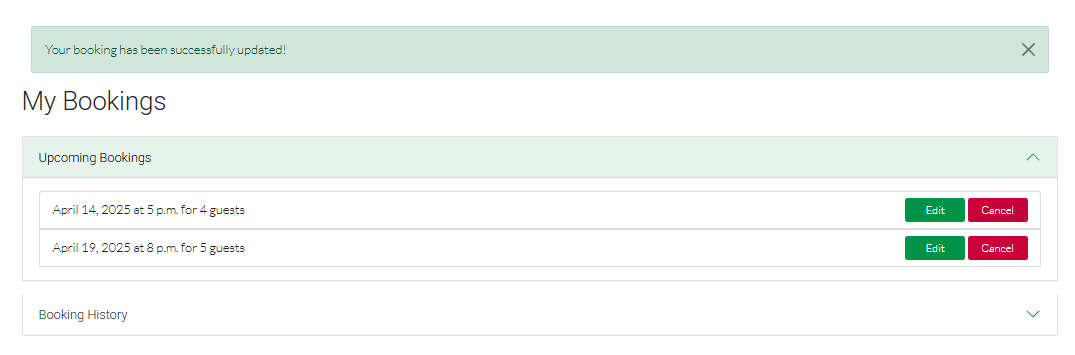 Your booking has been successfully updated!
My Bookings
Upcoming Bookings
April 14, 2025 at 5 p.m. for 4 guests
Edit
Cancel
April 19, 2025 at 8 p.m. for 5 guests
Edit
Cancel
Booking History